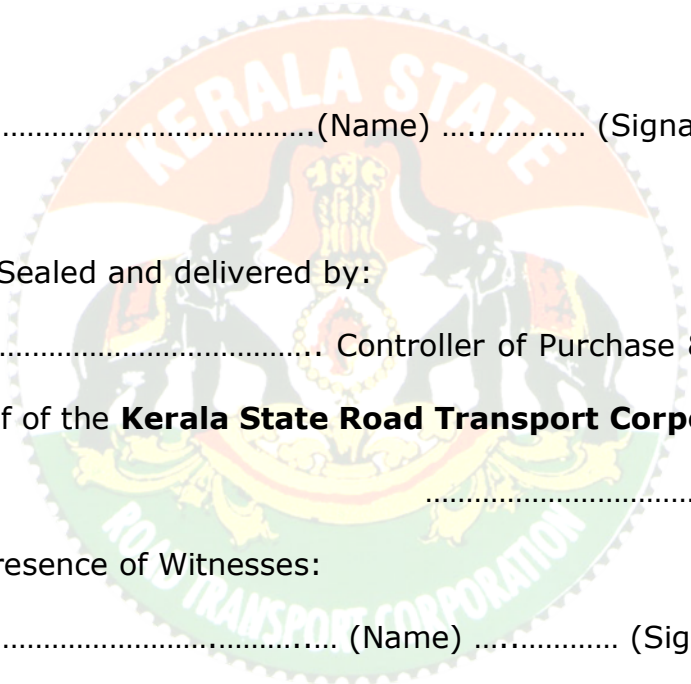 KERALA STATE
……………………………….(Name) …..………… (Signa
Sealed and delivered by:
……………………………….. Controller of Purchase
f of the Kerala State Road Transport Corp
……………………………
resence of Witnesses:
…………………….………..… (Name) …..………… (Sig
ROAD TRANSPORT CORPORATION